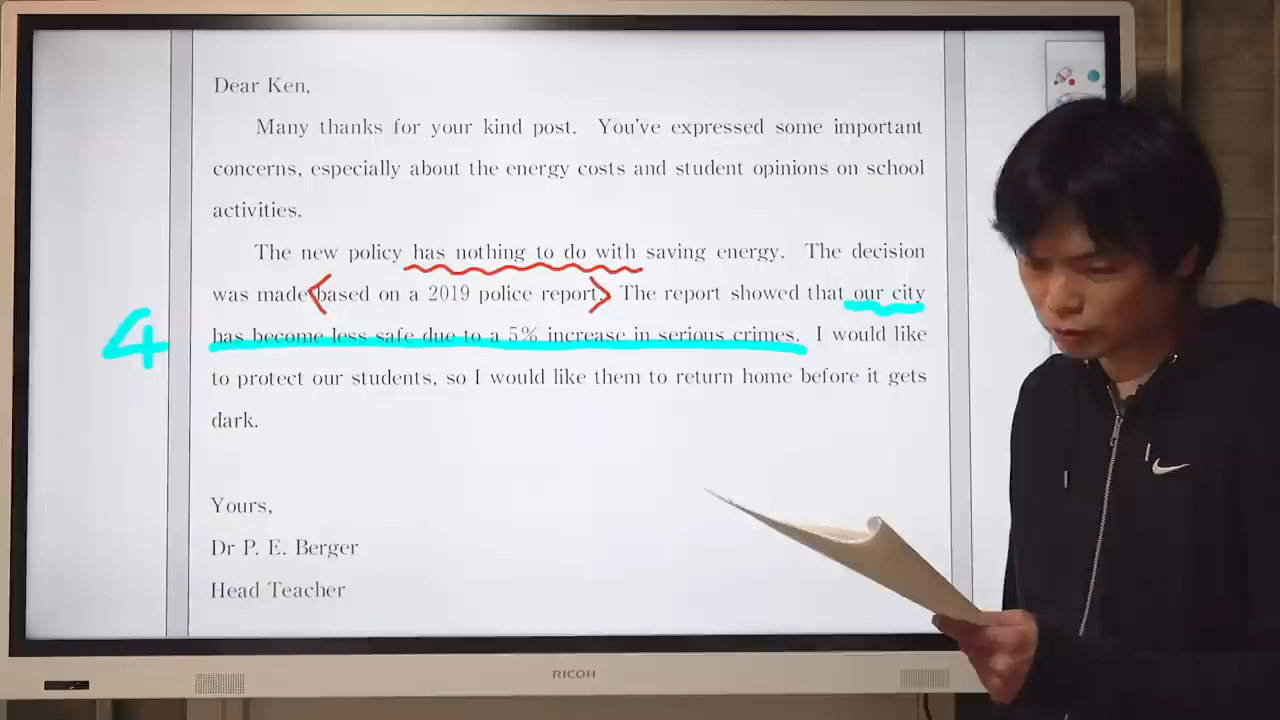 Dear Ken,
Many thanks for your kind post. You've expressed some important
concerns, especially about the energy costs and student opinions on school
activities.
The new policy has nothing to do with saving energy. The decision
was made <based on a 2019 police report.> The report showed that our city
4
has become less safe due to a 5% increase in serious crimes. I would like
to protect our students, so I would like them to return home before it gets
dark.
Yours,
Dr P. E. Berger
Head Teacher
RICOH